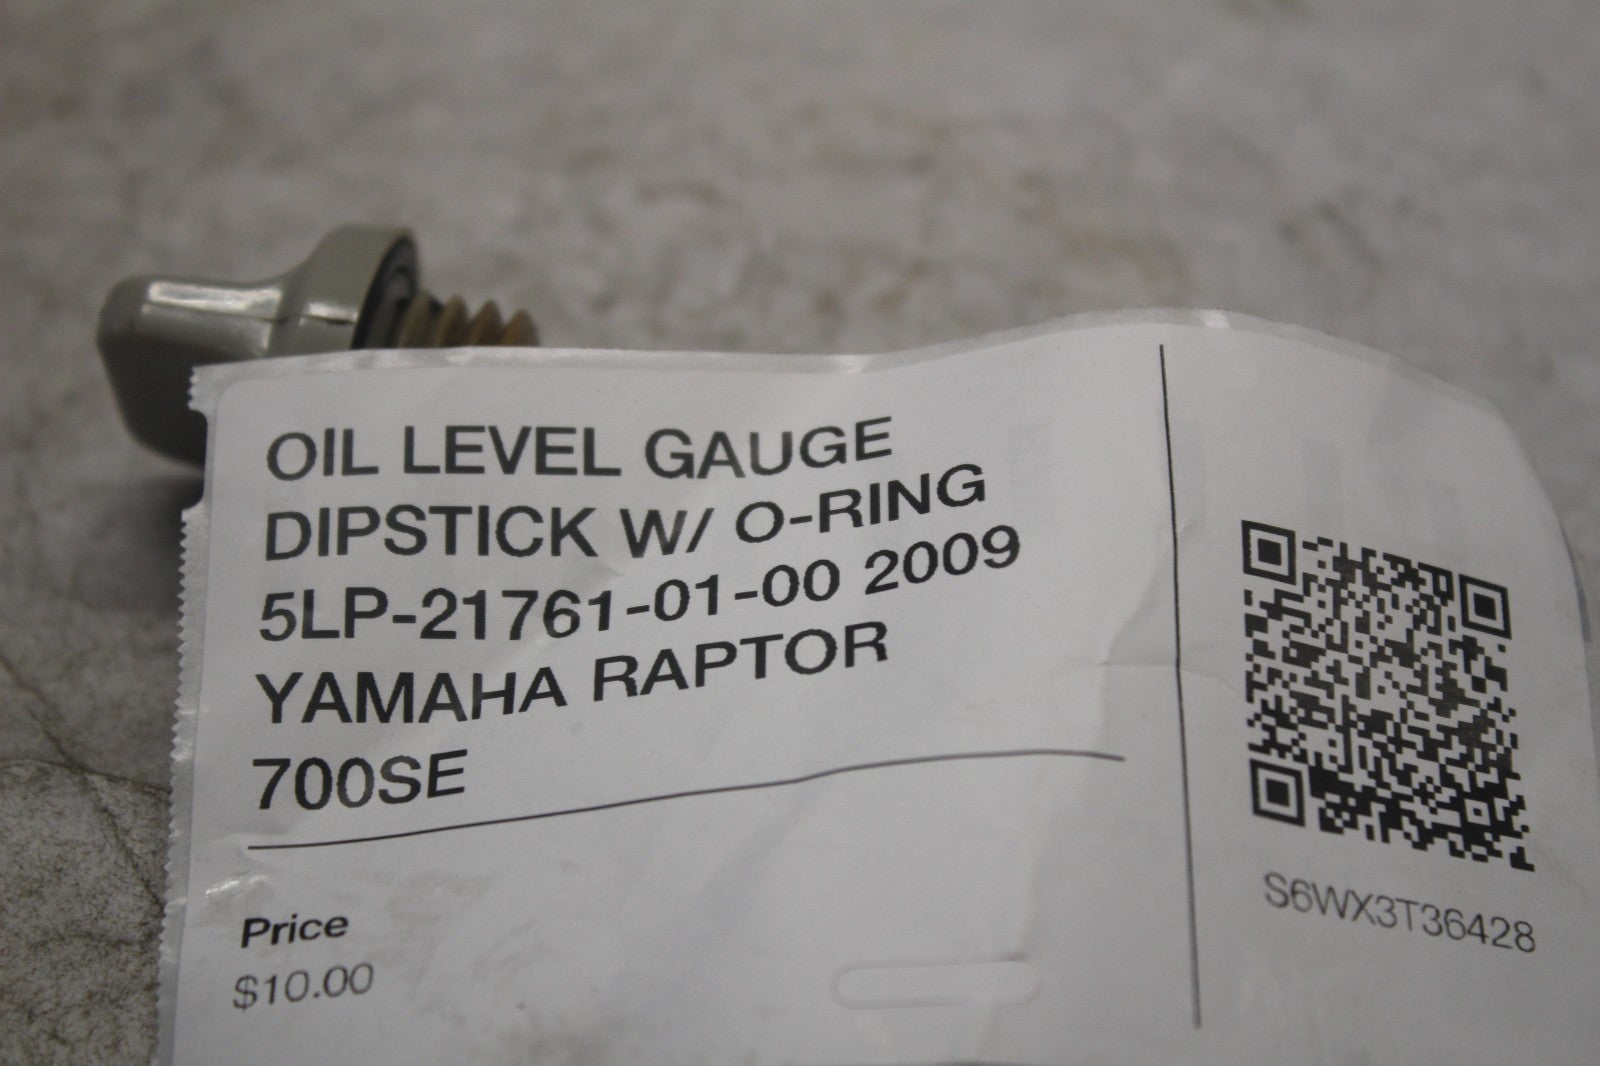 OIL LEVEL GAUGE
DIPSTICK W/ O-RING
5LP-21761-01-00 2009
YAMAHA RAPTOR
700SE
Price
$10.00
S6WX3T36428